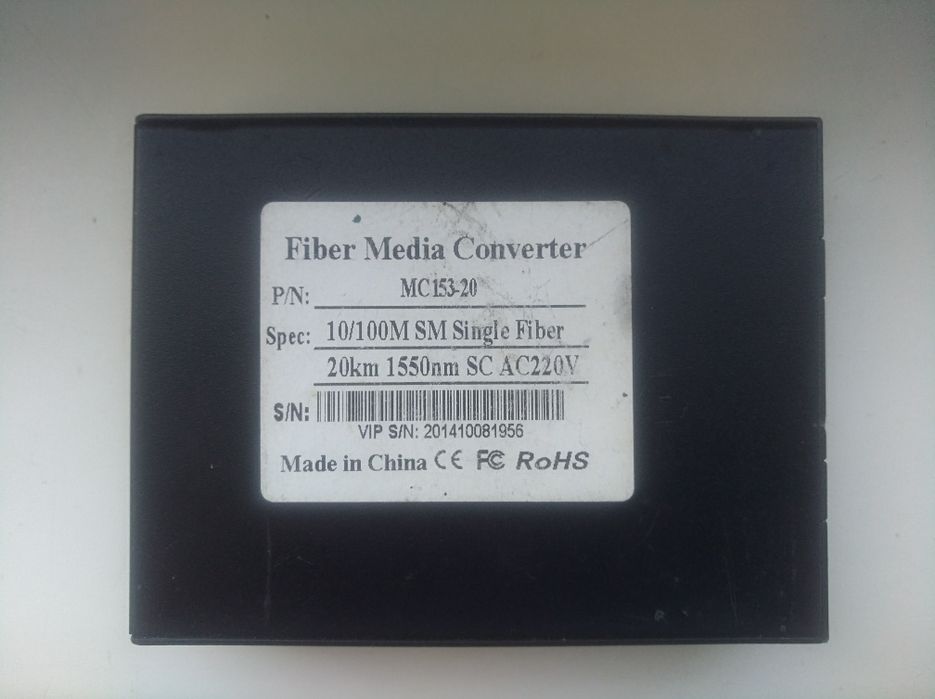 Fiber Media Converter
P/N: MC153-20
Spec: 10/100M SM Single Fiber
20km 1550nm SC AC220V
S/N:
VIP S/N: 201410081956
Made in China CE FC RoHS